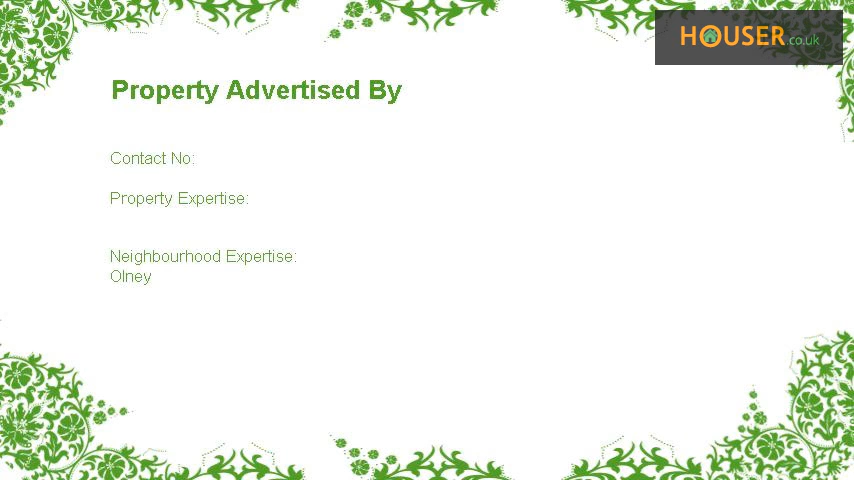 HOUSER.co.uk
Property Advertised By
Contact No:
Property Expertise:
Neighbourhood Expertise:
Olney